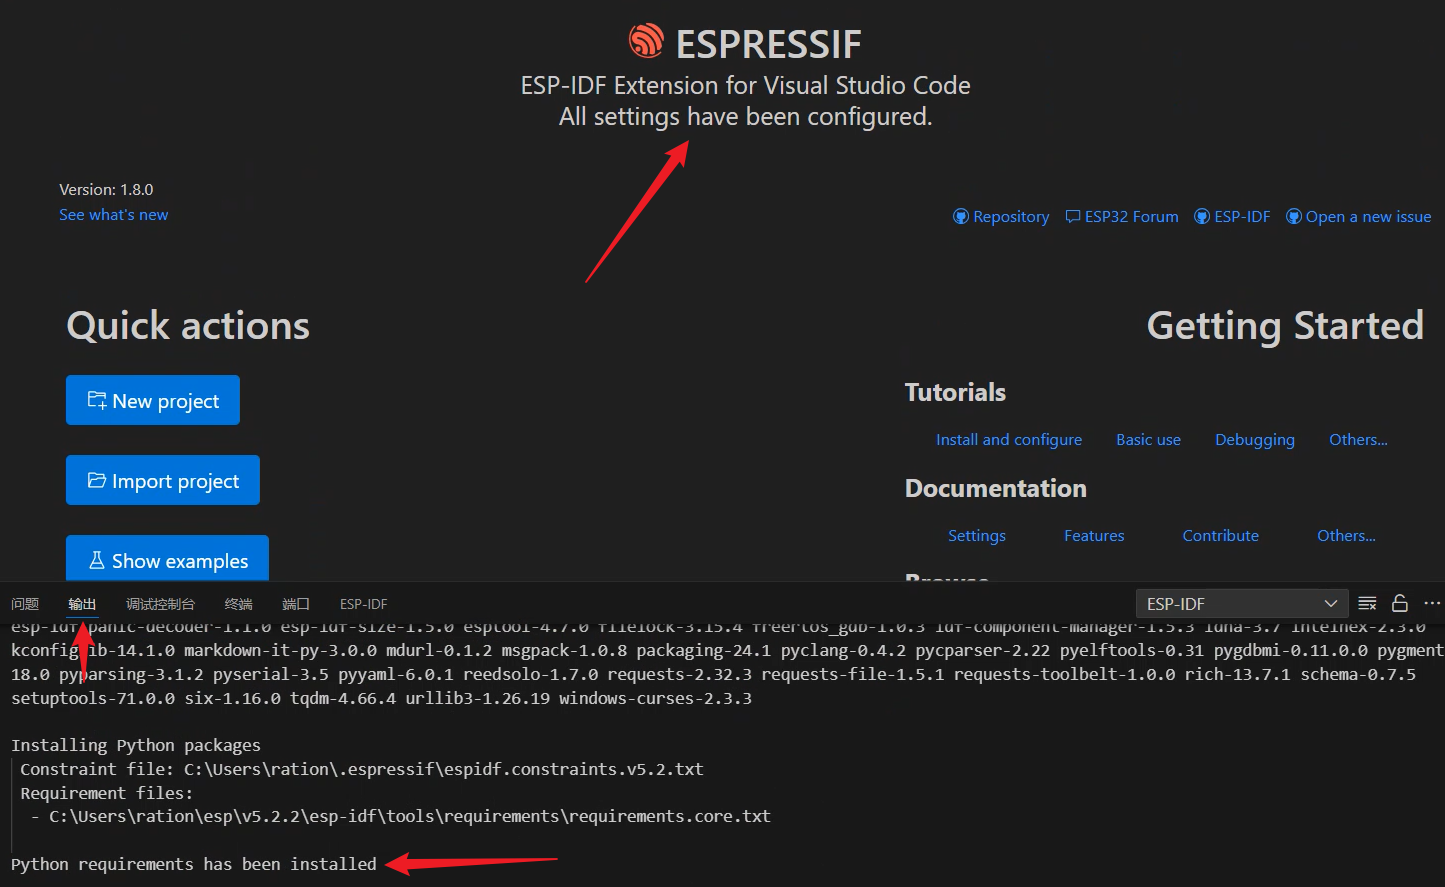 ESPRESSIF
ESP-IDF Extension for Visual Studio Code
All settings have been configured.
Version: 1.8.0
See what's new
Repository ESP32 Forum ESP-IDF Open a new issue
Quick actions
New project
Import project
Show examples
Getting Started
Tutorials
Install and configure Basic use Debugging Others...
Documentation
Settings Features Contribute Others...
Browse
问题 输出 调试控制台 终端 端口 ESP-IDF
ESP-IDF
esp-idf-panic-decoder-1.1.0 esp-idf-size-1.5.0 esptool-4.7.0 filelock-3.15.4 freertos_gdb-1.0.3 idf-component-manager-1.5.3 idna-3.7 intelhex-2.3.0
kconfiglib-14.1.0 markdown-it-py-3.0.0 mdurl-0.1.2 msgpack-1.0.8 packaging-24.1 pyclang-0.4.2 pycparser-2.22 pyelftools-0.31 pygdbmi-0.11.0.0 pygment
18.0 pyparsing-3.1.2 pyserial-3.5 pyyaml-6.0.1 reedsolo-1.7.0 requests-2.32.3 requests-file-1.5.1 requests-toolbelt-1.0.0 rich-13.7.1 schema-0.7.5
setuptools-71.0.0 six-1.16.0 tqdm-4.66.4 urllib3-1.26.19 windows-curses-2.3.3
Installing Python packages
Constraint file: C:\Users\ration\.espressif\espidf.constraints.v5.2.txt
Requirement files:
- C:\Users\ration\esp\v5.2.2\esp-idf\tools\requirements\requirements.core.txt
Python requirements has been installed